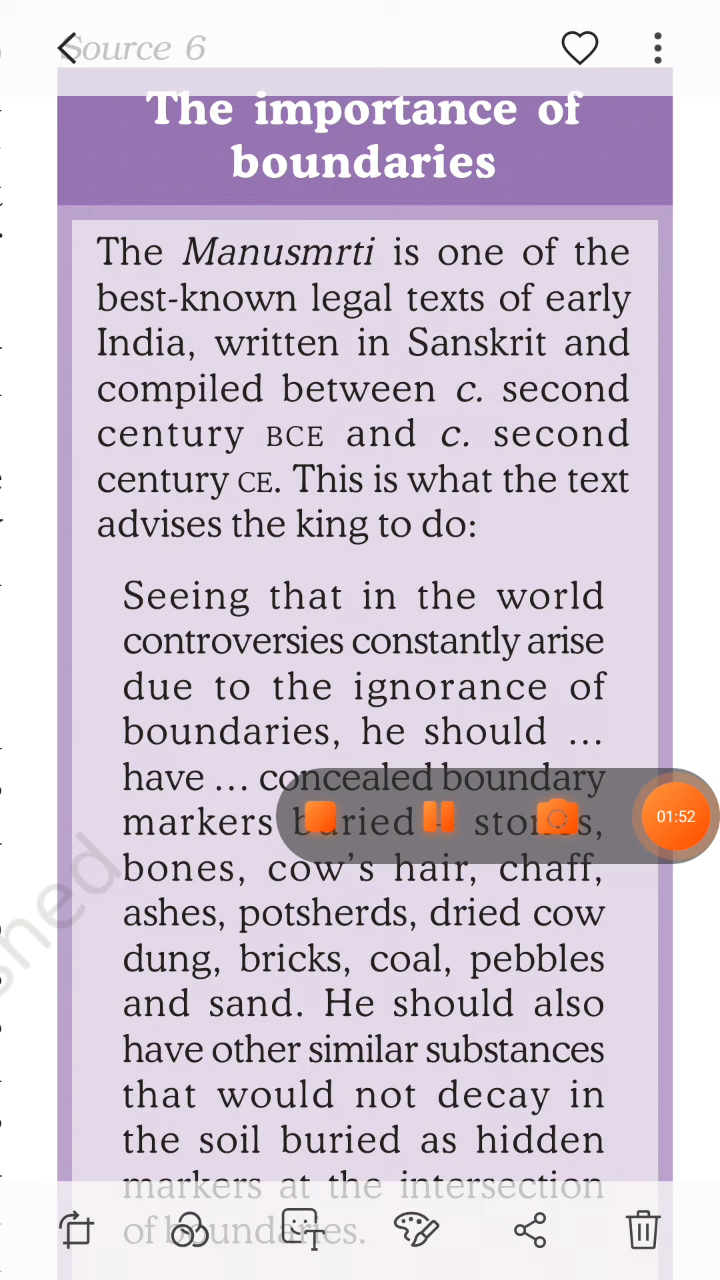 Source 6
The importance of
boundaries
The Manusmrti is one of the
best-known legal texts of early
India, written in Sanskrit and
compiled between c. second
century BCE and c. second
century CE. This is what the text
advises the king to do:
Seeing that in the world
controversies constantly arise
due to the ignorance of
boundaries, he should ...
have ... concealed boundary
markers buried – stones,
01:52
bones, cow's hair, chaff,
ashes, potsherds, dried cow
dung, bricks, coal, pebbles
and sand. He should also
have other similar substances
that would not decay in
the soil buried as hidden
markers at the intersection
of boundaries.